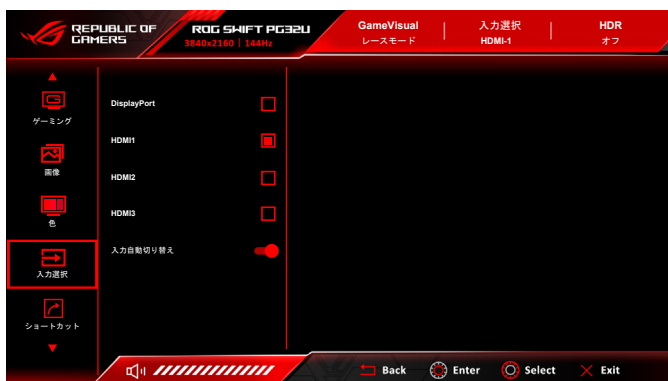 REPUBLIC OF
GAMERS
ROG SWIFT PG32U
3840x2160 | 144Hz
GameVisual
レースモード
入力選択
HDMI-1
HDR
オフ
ゲーミング
画像
色
入力選択
ショートカット
DisplayPort
HDMI1
HDMI2
HDMI3
入力自動切り替え
Back
Enter
Select
Exit